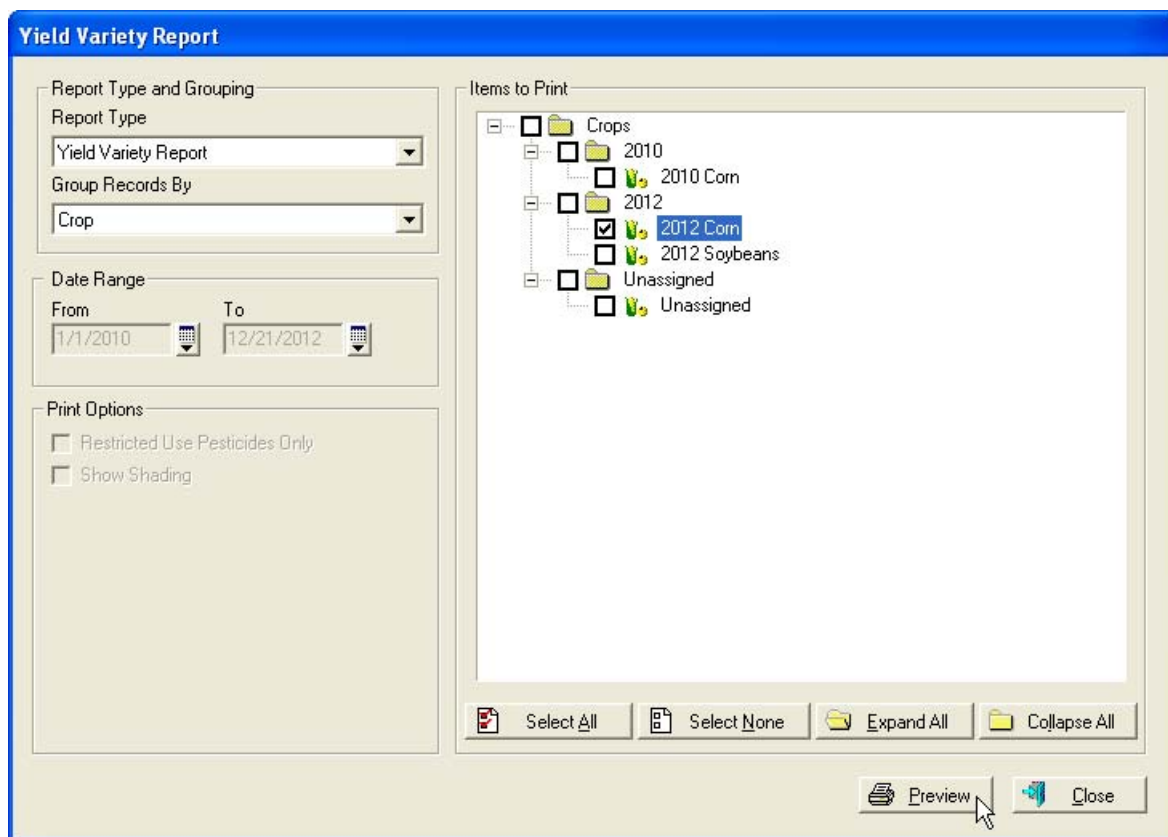 Yield Variety Report
Report Type and Grouping
Report Type
Yield Variety Report
Group Records By
Crop
Date Range
From To
1/1/2010 12/21/2012
Print Options
Restricted Use Pesticides Only
Show Shading
Items to Print
Crops
2010
2010 Corn
2012
2012 Corn
2012 Soybeans
Unassigned
Unassigned
Select All Select None Expand All Collapse All
Preview Close